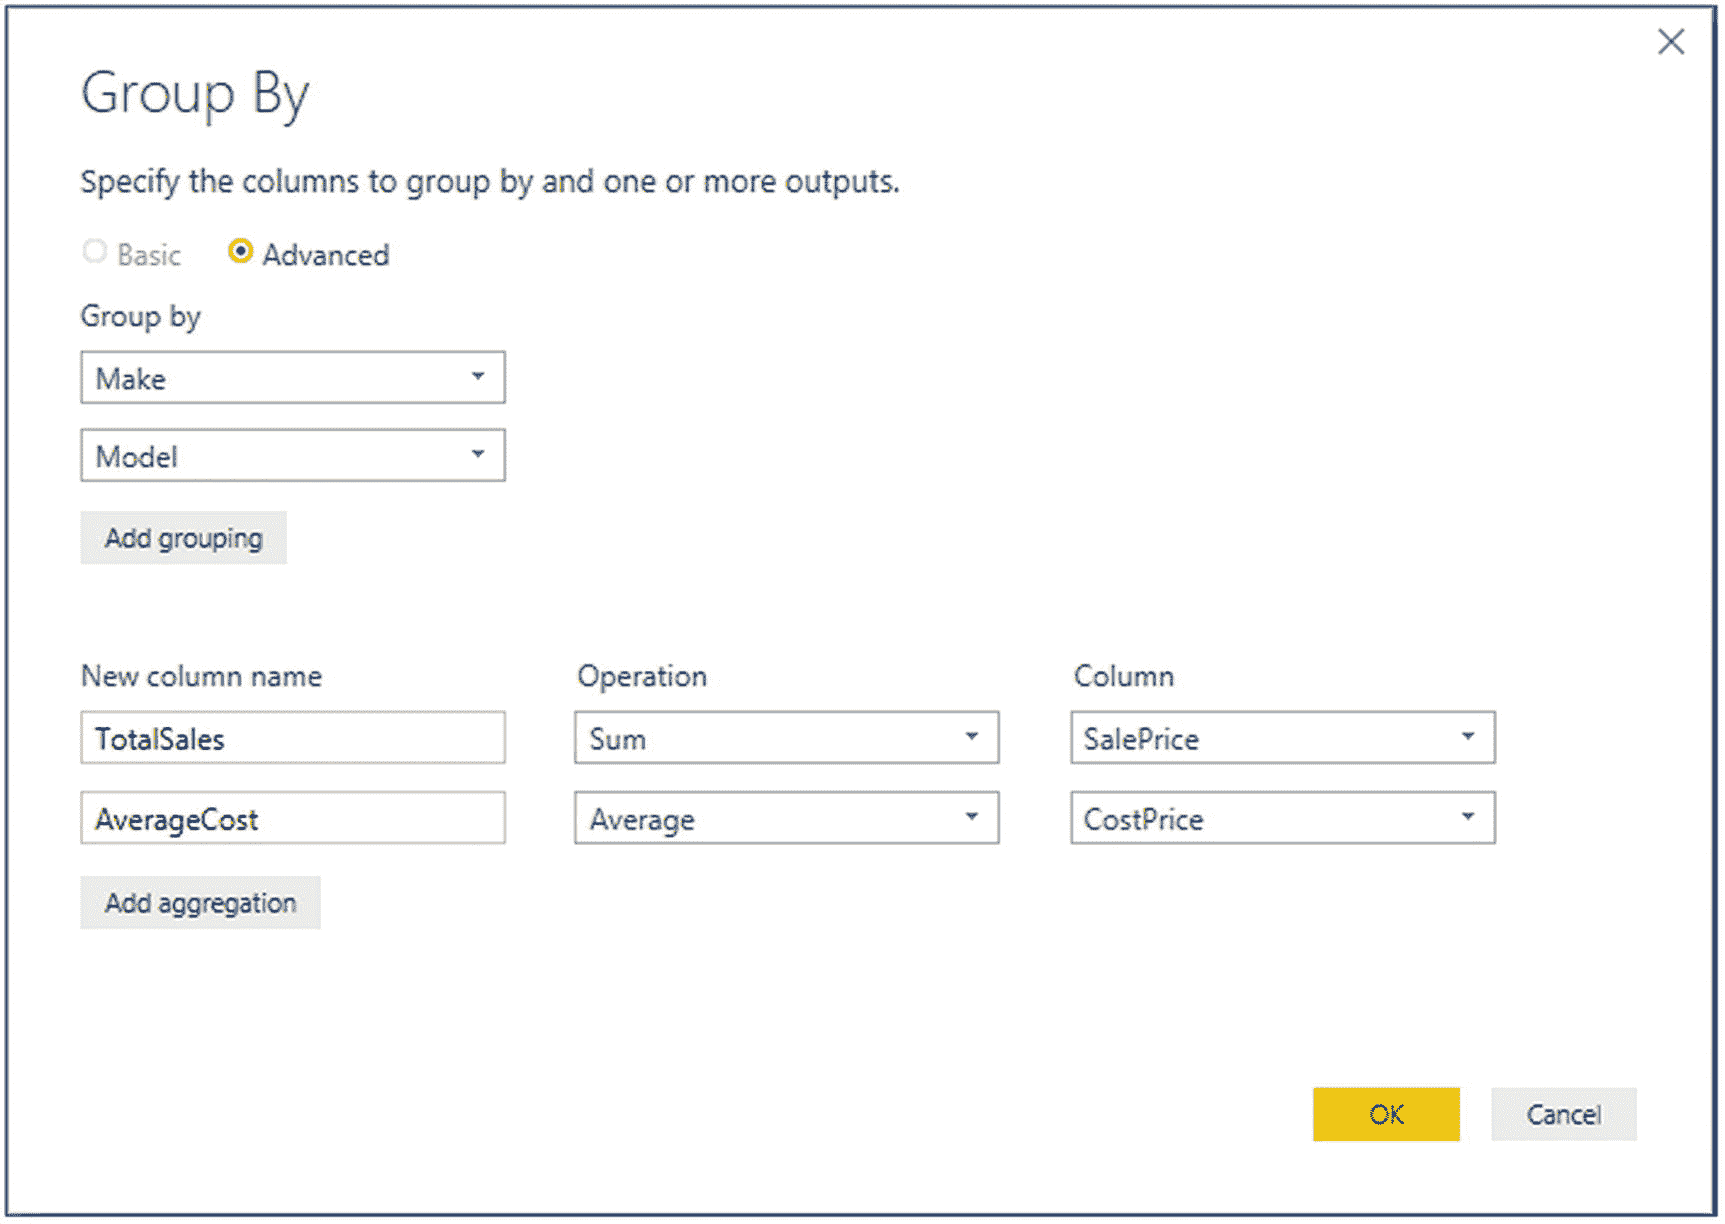 Group By
Specify the columns to group by and one or more outputs.
Basic Advanced
Group by
Make
Model
Add grouping
New column name Operation Column
TotalSales Sum SalePrice
AverageCost Average CostPrice
Add aggregation
OK Cancel